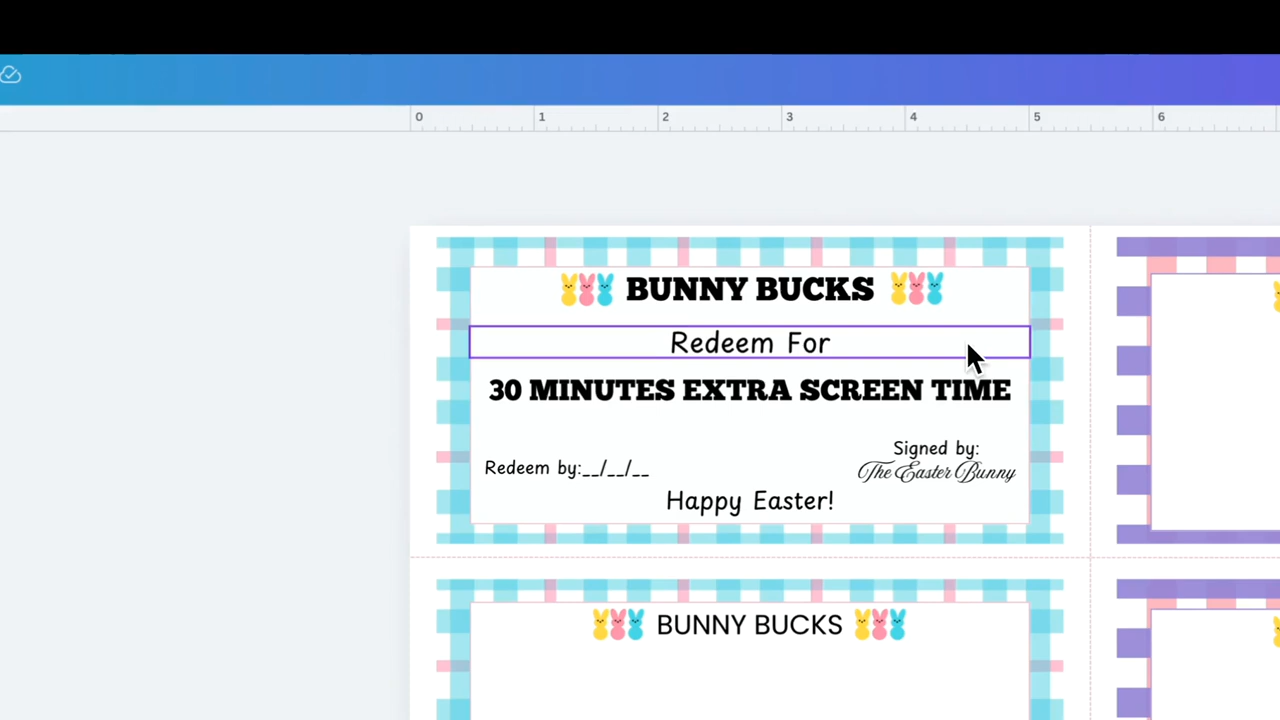 0 1 2 3 4 5 6
BUNNY BUCKS
Redeem For
30 MINUTES EXTRA SCREEN TIME
Signed by:
The Easter Bunny
Redeem by:__/__/__
Happy Easter!
BUNNY BUCKS